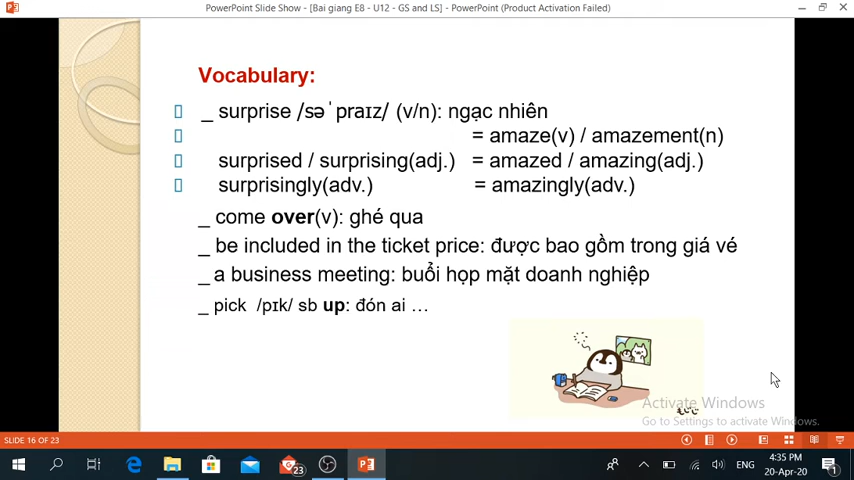 PowerPoint Slide Show - [Bai giang E8 - U12 - GS and LS] - PowerPoint (Product Activation Failed)
Vocabulary:
_ surprise /səˈpraɪz/ (v/n): ngạc nhiên
= amaze(v) / amazement(n)
surprised / surprising(adj.) = amazed / amazing(adj.)
surprisingly(adv.) = amazingly(adv.)
_ come over(v): ghé qua
_ be included in the ticket price: được bao gồm trong giá vé
_ a business meeting: buổi họp mặt doanh nghiệp
_ pick /pɪk/ sb up: đón ai …
Activate Windows
Go to Settings to activate Windows.
SLIDE 16 OF 23
23
ENG
4:35 PM
20-Apr-20
1